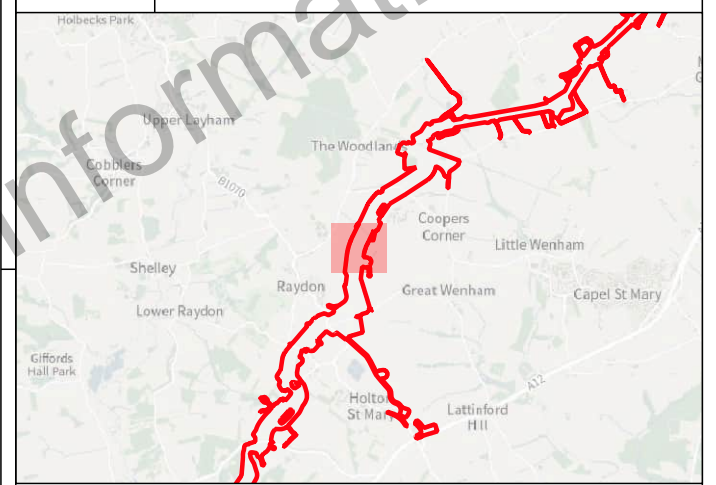 Holbecks Park
Informati
Upper Layham
The Woodlands
Cobblers
Corner
B1070
Coopers
Corner
Little Wenham
Shelley
Raydon
Great Wenham
Capel St Mary
Lower Raydon
Giffords
Hall Park
A12
Holton
St Mary
Lattinford
Hill